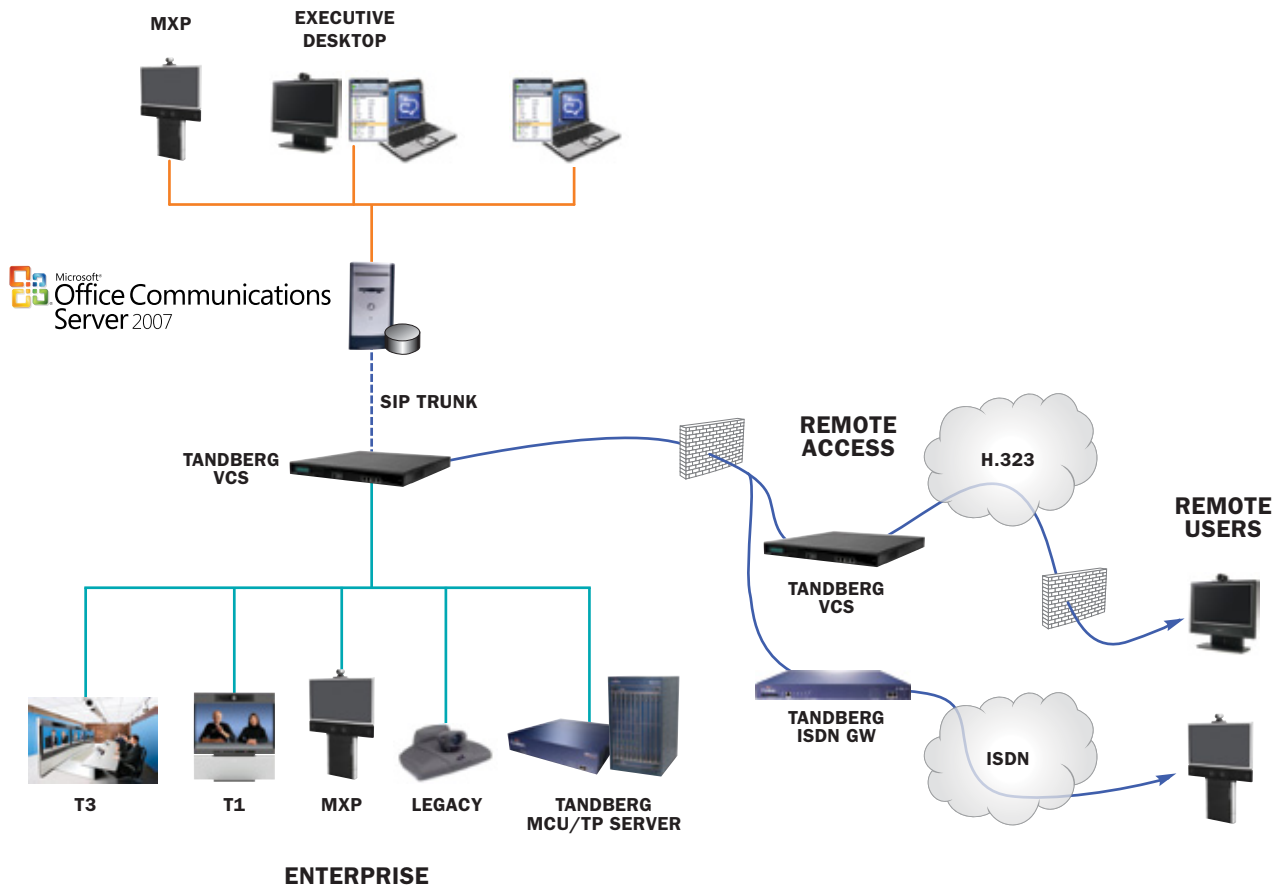 MXP
EXECUTIVE
DESKTOP
Microsoft®
Office Communications
Server 2007
SIP TRUNK
TANDBERG
VCS
REMOTE
ACCESS
H.323
REMOTE
USERS
TANDBERG
VCS
TANDBERG
ISDN GW
ISDN
T3
T1
MXP
LEGACY
TANDBERG
MCU/TP SERVER
ENTERPRISE